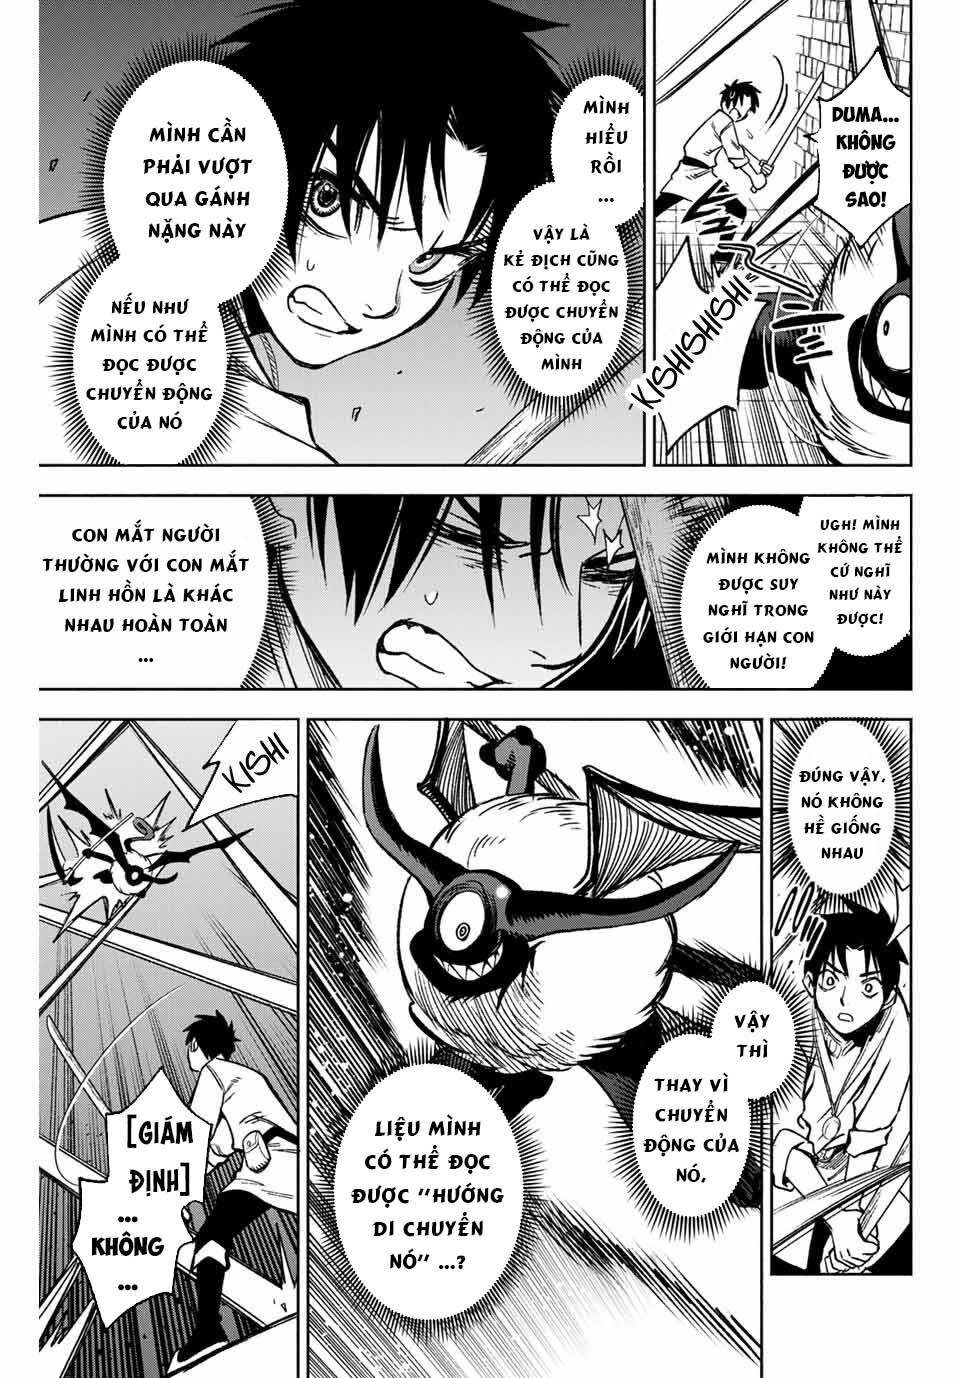 DUMA...
KHÔNG
ĐƯỢC
SAO!
KISHISHISHI
MÌNH
HIỂU
RỒI
...
VẬY LÀ
KẺ ĐỊCH CŨNG
CÓ THỂ ĐỌC
ĐƯỢC CHUYỂN
ĐỘNG CỦA
MÌNH
MÌNH CẦN
PHẢI VƯỢT
QUA GÁNH
NẶNG NÀY
NẾU NHƯ
MÌNH CÓ THỂ
ĐỌC ĐƯỢC
CHUYỂN ĐỘNG
CỦA NÓ
UGH! MÌNH
KHÔNG THỂ
CỨ NGHĨ
NHƯ NÀY
ĐƯỢC!
MÌNH KHÔNG
ĐƯỢC SUY
NGHĨ TRONG
GIỚI HẠN CON
NGƯỜI!
CON MẮT NGƯỜI
THƯỜNG VỚI CON MẮT
LINH HỒN LÀ KHÁC
NHAU HOÀN TOÀN
...
ĐÚNG VẬY,
NÓ KHÔNG
HỀ GIỐNG
NHAU
VẬY
THÌ
THAY VÌ
CHUYỂN
ĐỘNG CỦA
NÓ,
LIỆU MÌNH
CÓ THỂ ĐỌC
ĐƯỢC "HƯỚNG
DI CHUYỂN
NÓ" ...?
KISHI
[GIÁM
ĐỊNH]
...
KHÔNG
...